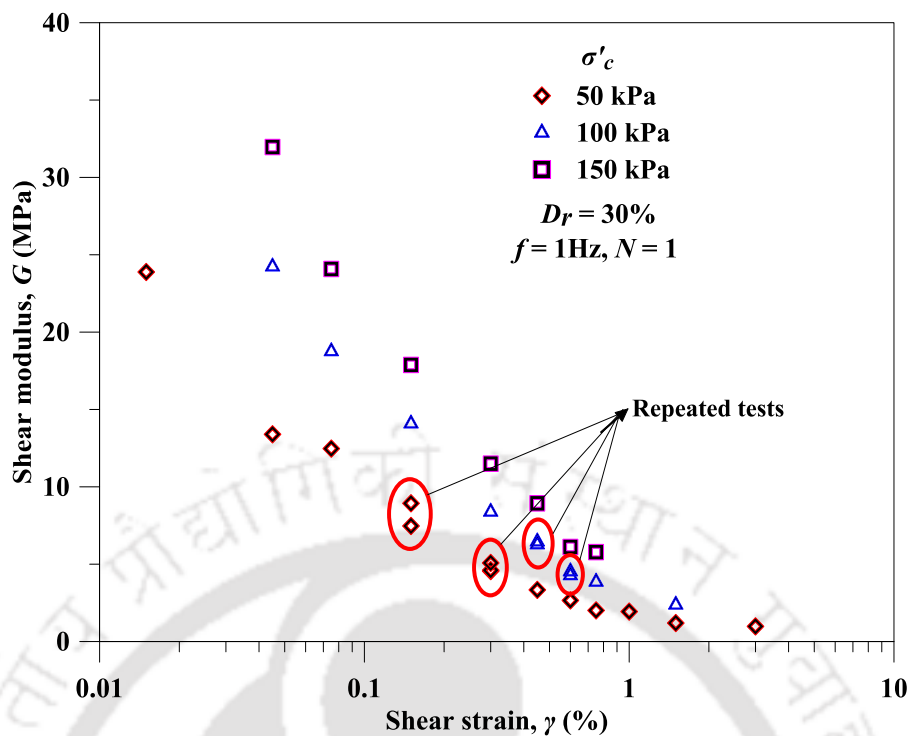 40
30
20
10
0
0.01
0.1
1
10
Shear modulus, G (MPa)
Shear strain, γ (%)
σ'c
50 kPa
100 kPa
150 kPa
Dr = 30%
f = 1Hz, N = 1
Repeated tests